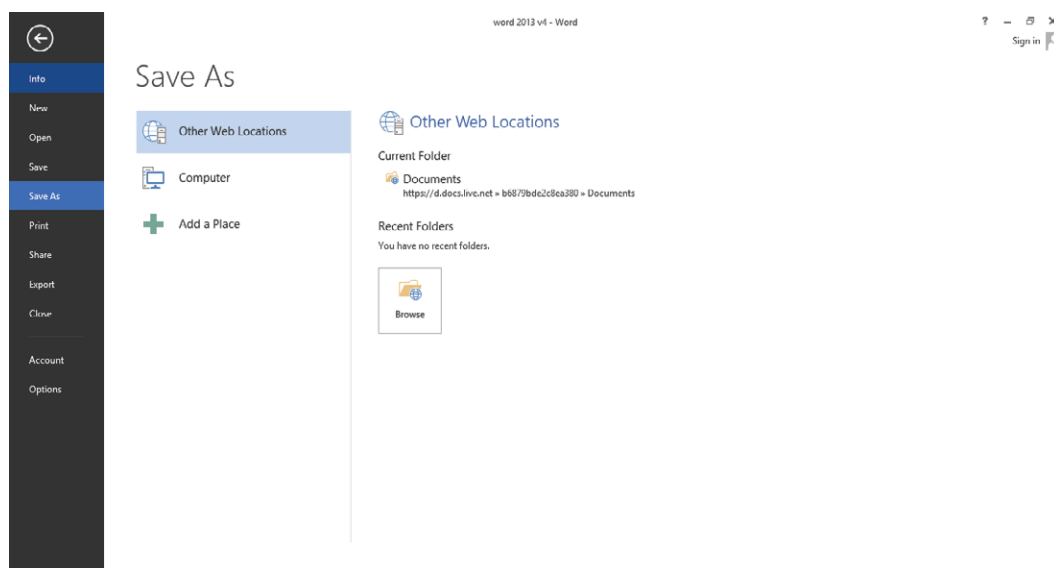 word 2013 v4 - Word
?
Sign in
Info
New
Open
Save
Save As
Print
Share
Export
Close
Account
Options
Save As
Other Web Locations
Computer
Add a Place
Other Web Locations
Current Folder
Documents
https://d.docs.live.net » b6879bde2c8ea380 » Documents
Recent Folders
You have no recent folders.
Browse